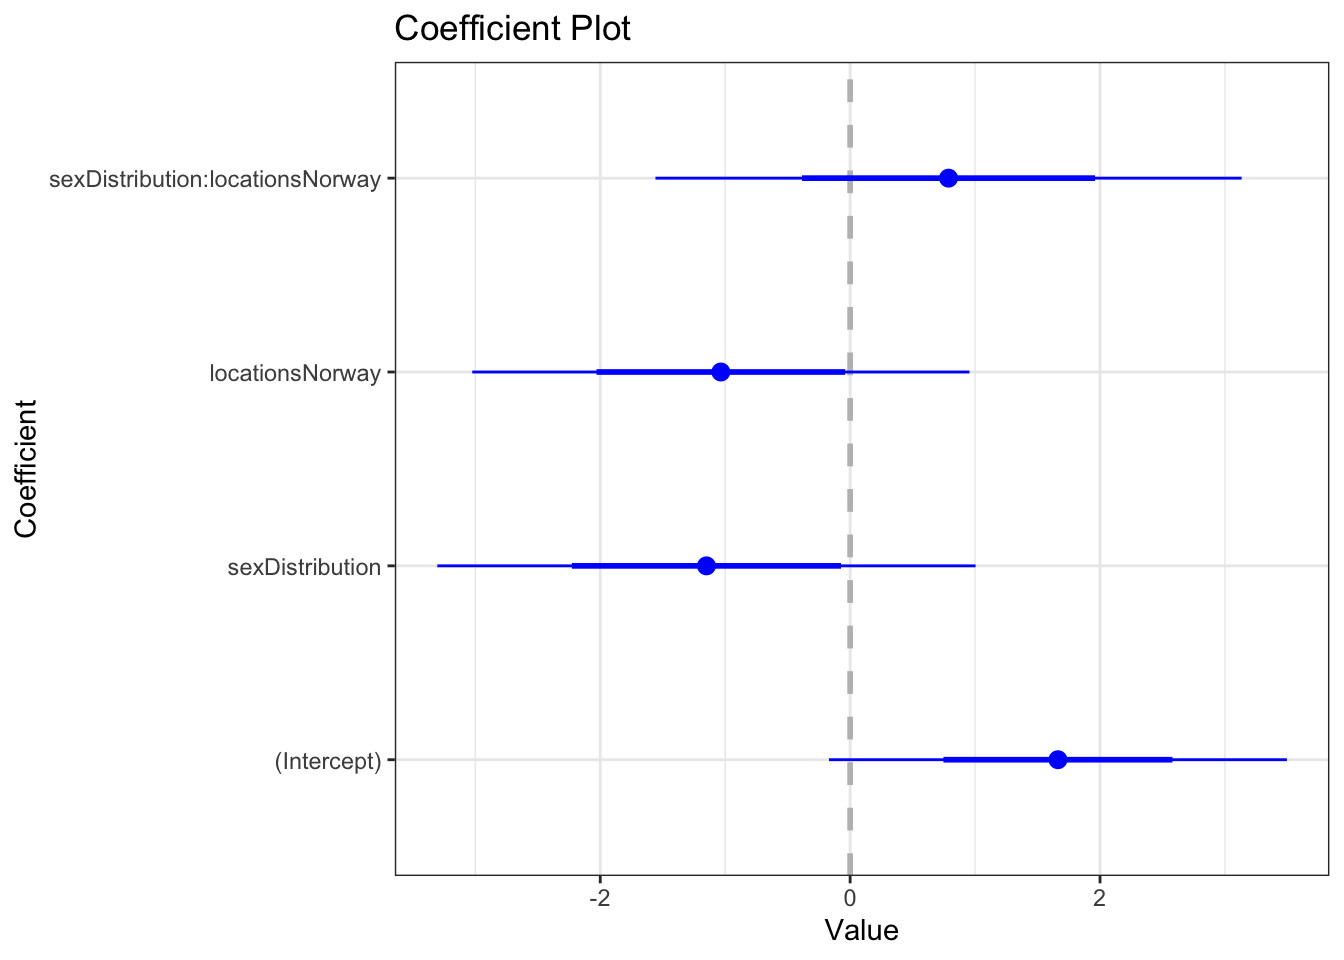 Coefficient Plot
sexDistribution:locationsNorway
locationsNorway
sexDistribution
(Intercept)
Coefficient
-2
0
2
Value